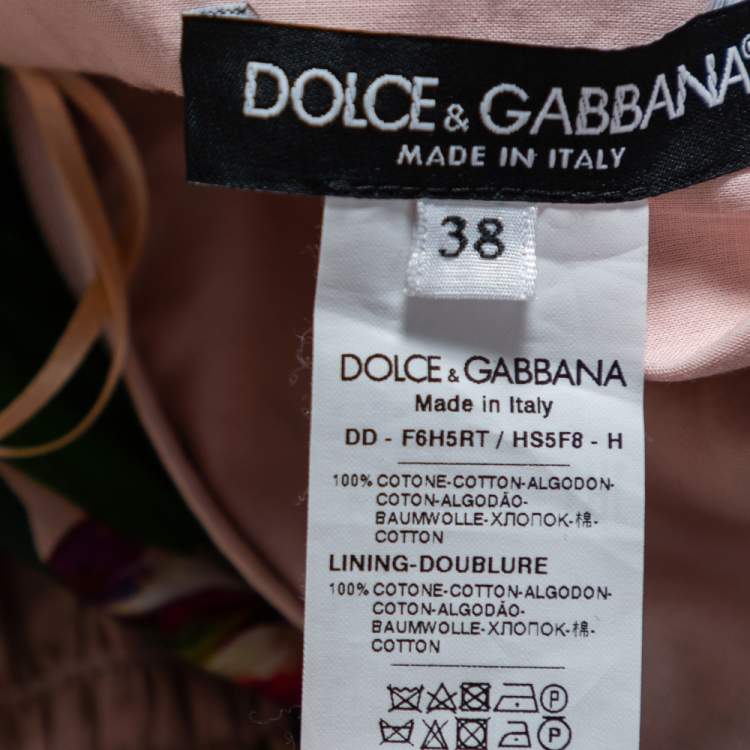 DOLCE & GABBANA®
MADE IN ITALY
38
DOLCE & GABBANA
Made in Italy
DD - F6H5RT / HS5F8 - H
100% COTONE-COTTON-ALGODON-
COTON-ALGODÃO-
BAUMWOLLE-ХЛОПОК-棉-
COTTON
LINING-DOUBLURE
100% COTONE-COTTON-ALGODON-
COTON-ALGODÃO-
BAUMWOLLE-ХЛОПОК-棉-
COTTON
P
P